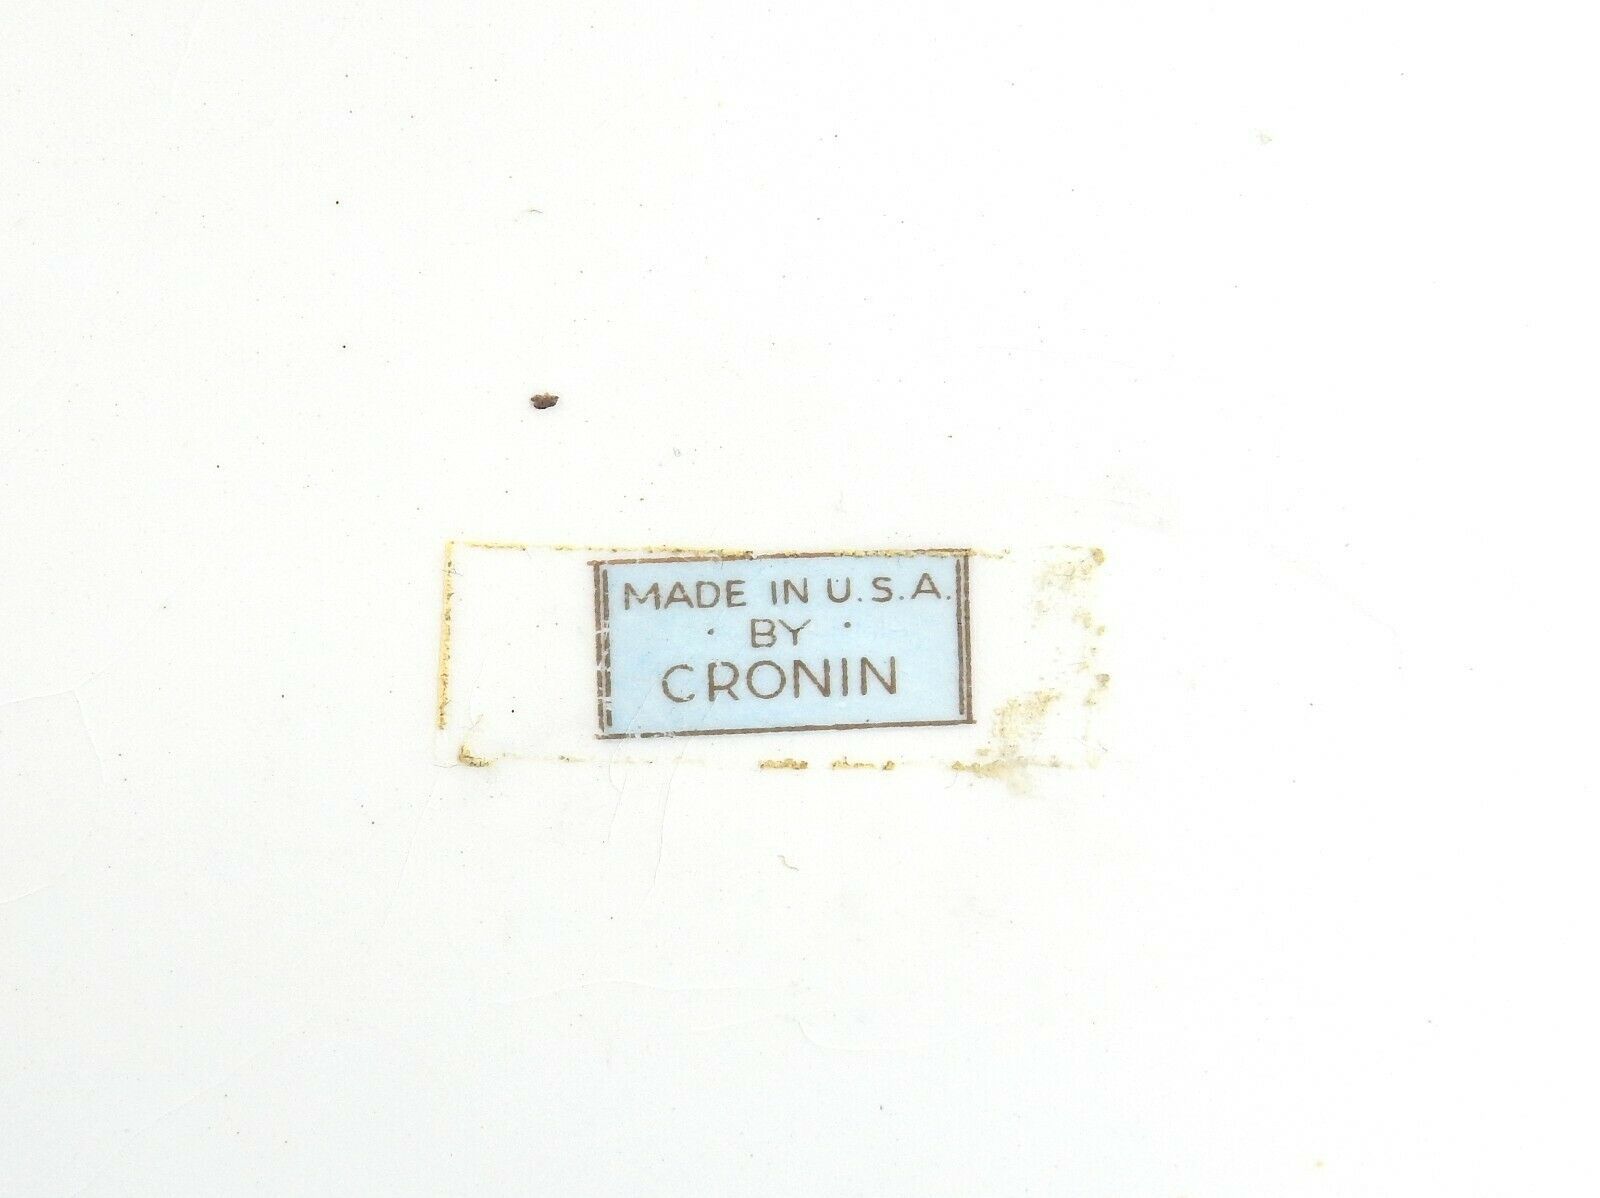 MADE IN U.S.A.
· BY ·
CRONIN